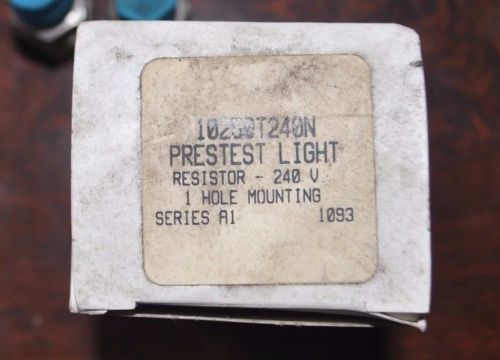 10250T240N
PRESTEST LIGHT
RESISTOR - 240 V
1 HOLE MOUNTING
SERIES A1 1093